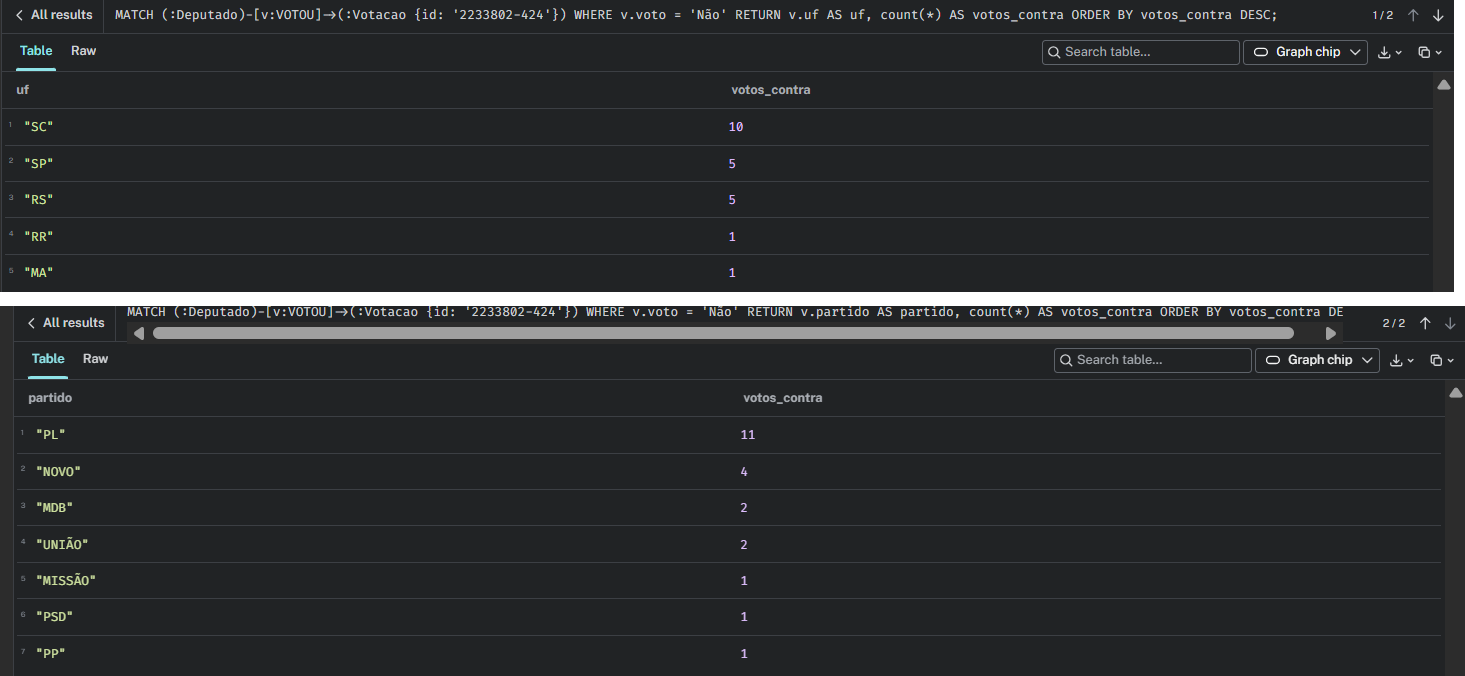 All results MATCH (:Deputado)-[v:VOTOU]->(:Votacao {id: '2233802-424'}) WHERE v.voto = 'Não' RETURN v.uf AS uf, count(*) AS votos_contra ORDER BY votos_contra DESC; 1/2
Table Raw Search table... Graph chip
uf votos_contra
1 "SC" 10
2 "SP" 5
3 "RS" 5
4 "RR" 1
5 "MA" 1
All results MATCH (:Deputado)-[v:VOTOU]->(:Votacao {id: '2233802-424'}) WHERE v.voto = 'Não' RETURN v.partido AS partido, count(*) AS votos_contra ORDER BY votos_contra DE 2/2
Table Raw Search table... Graph chip
partido votos_contra
1 "PL" 11
2 "NOVO" 4
3 "MDB" 2
4 "UNIÃO" 2
5 "MISSÃO" 1
6 "PSD" 1
7 "PP" 1